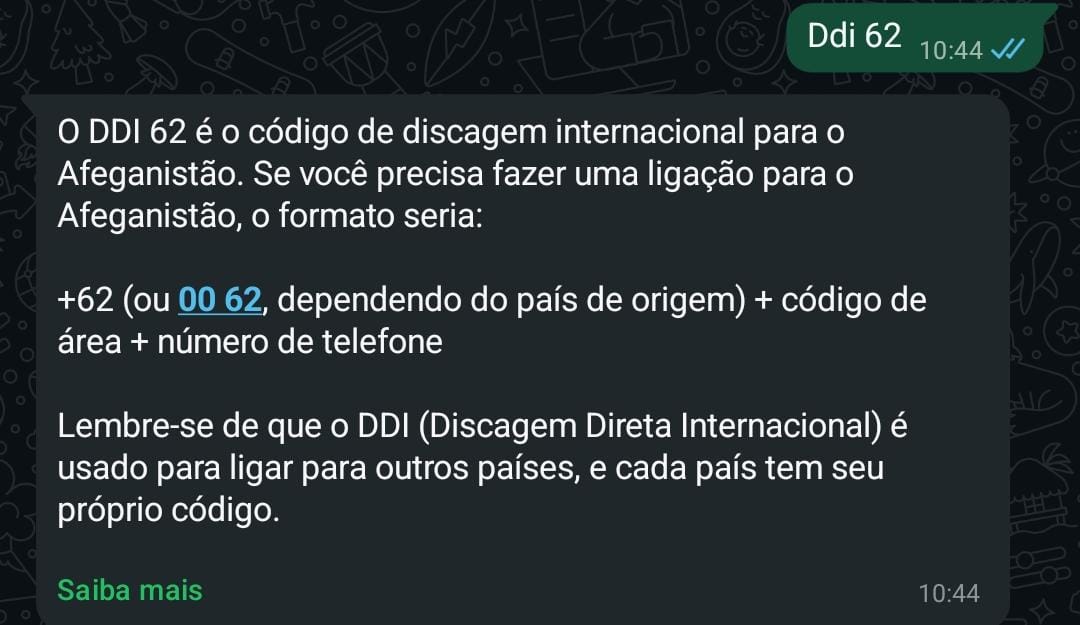 Ddi 62 10:44
O DDI 62 é o código de discagem internacional para o
Afeganistão. Se você precisa fazer uma ligação para o
Afeganistão, o formato seria:
+62 (ou 00 62, dependendo do país de origem) + código de
área + número de telefone
Lembre-se de que o DDI (Discagem Direta Internacional) é
usado para ligar para outros países, e cada país tem seu
próprio código.
Saiba mais 10:44